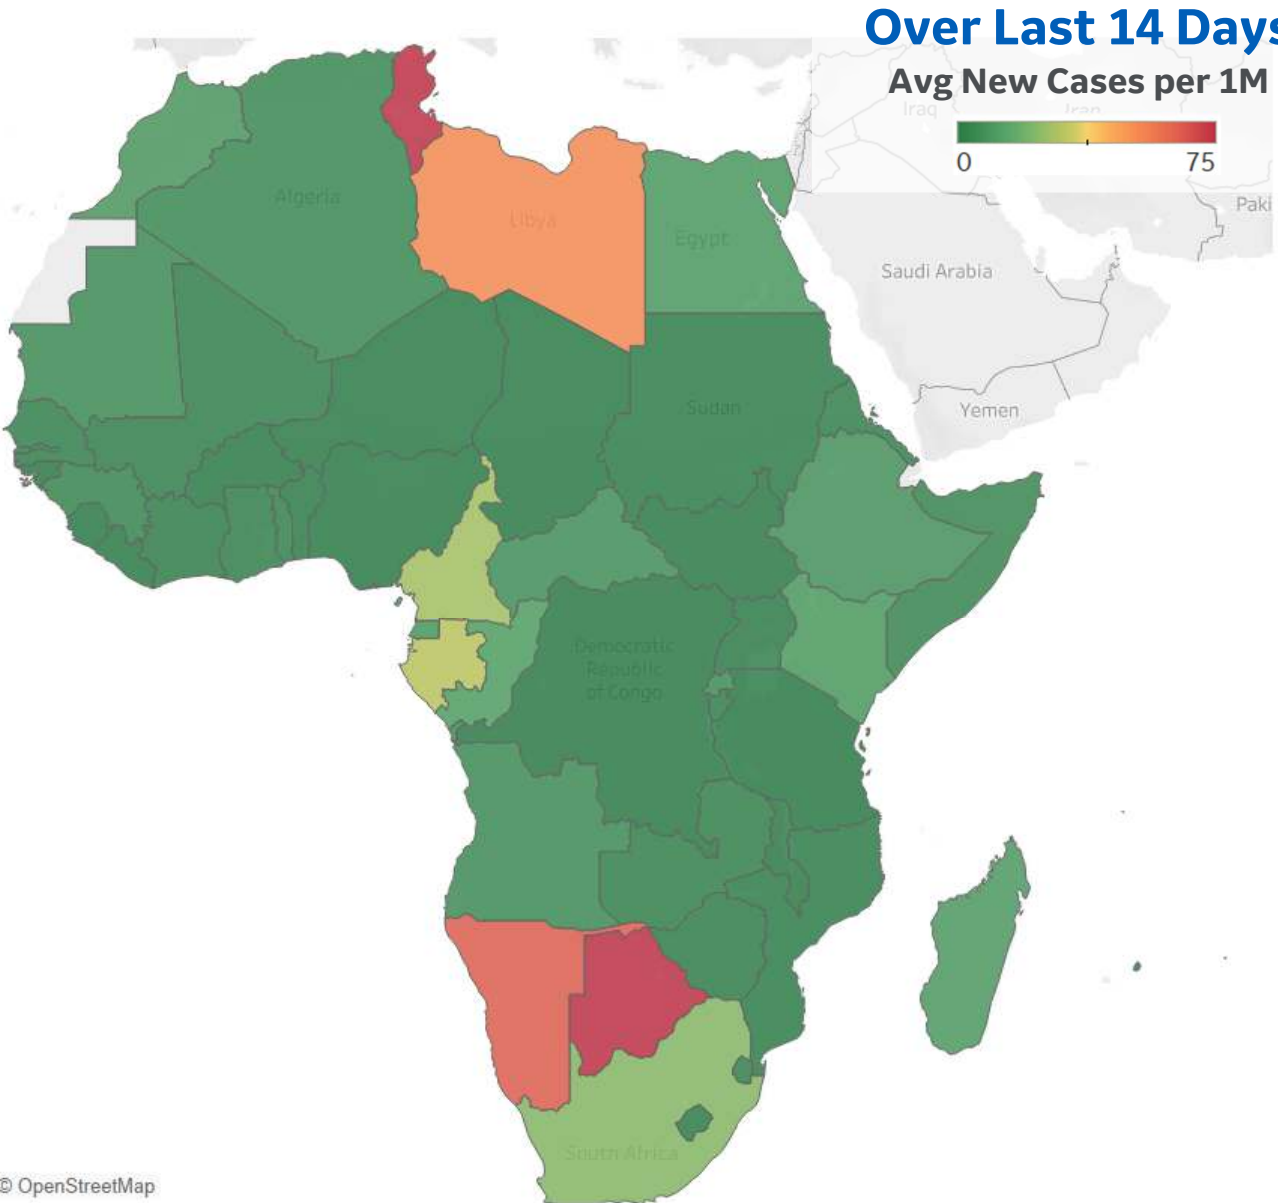 Over Last 14 Days
Avg New Cases per 1M
Iraq
Iran
0
75
Paki
Algeria
Libya
Egypt
Saudi Arabia
Sudan
Yemen
Democratic
Republic
of Congo
South Africa
© OpenStreetMap